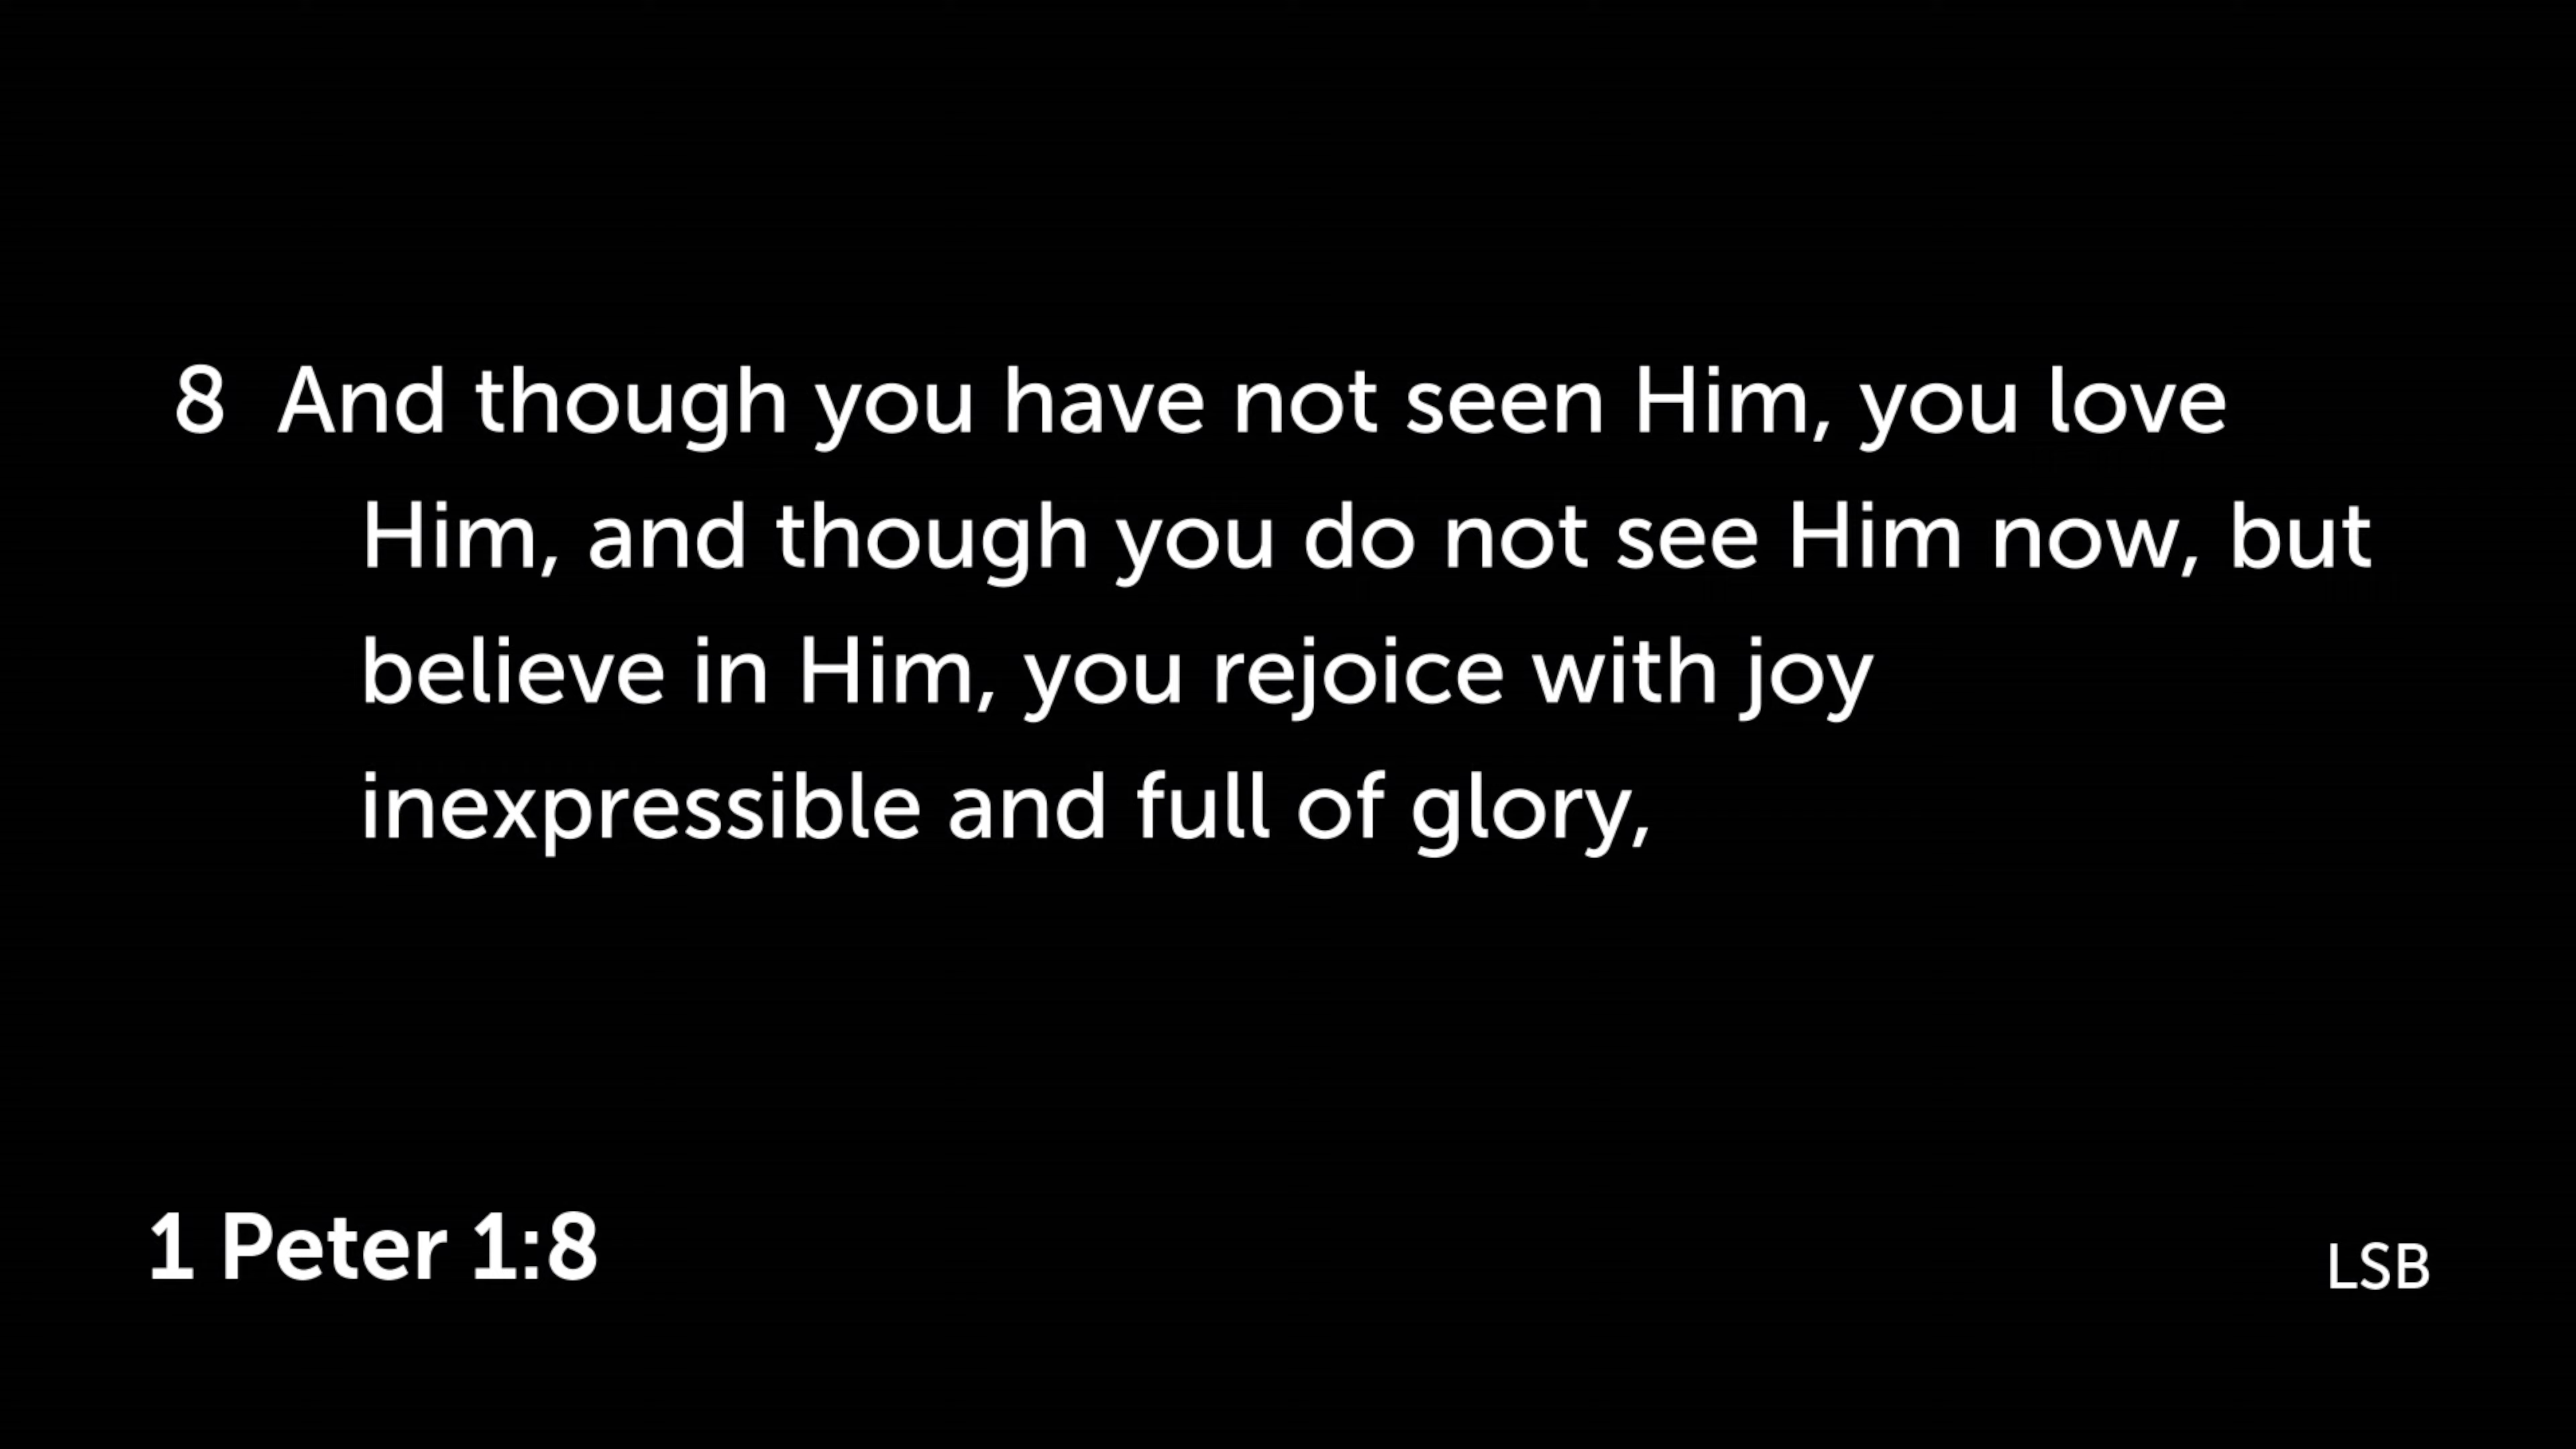 8 And though you have not seen Him, you love
Him, and though you do not see Him now, but
believe in Him, you rejoice with joy
inexpressible and full of glory,
1 Peter 1:8
LSB